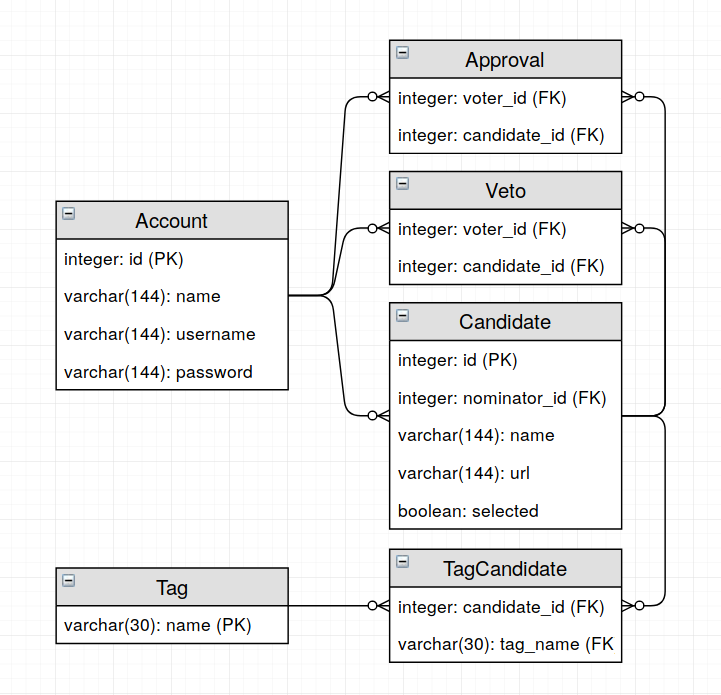 Approval
integer: voter_id (FK)
integer: candidate_id (FK)
Veto
integer: voter_id (FK)
integer: candidate_id (FK)
Account
integer: id (PK)
varchar(144): name
varchar(144): username
varchar(144): password
Candidate
integer: id (PK)
integer: nominator_id (FK)
varchar(144): name
varchar(144): url
boolean: selected
Tag
varchar(30): name (PK)
TagCandidate
integer: candidate_id (FK)
varchar(30): tag_name (FK